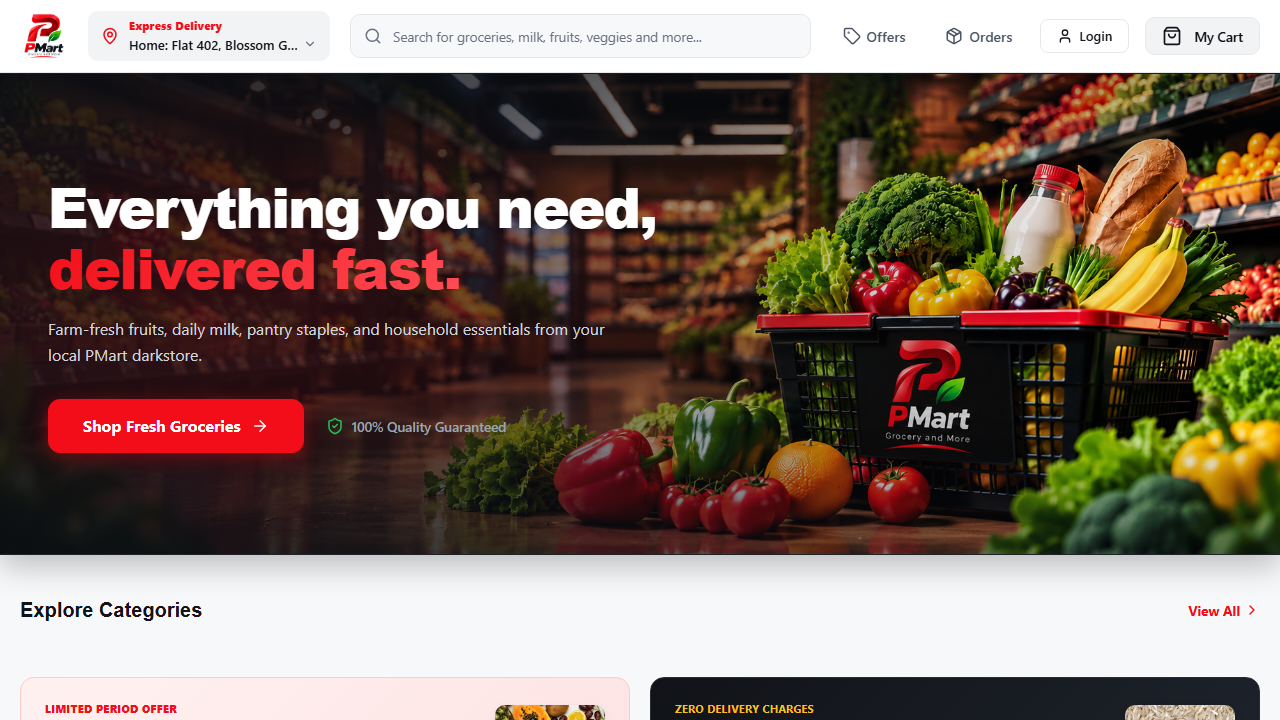 PMart
Express Delivery
Home: Flat 402, Blossom G...
Search for groceries, milk, fruits, veggies and more...
Offers
Orders
Login
My Cart
Everything you need,
delivered fast.
Farm-fresh fruits, daily milk, pantry staples, and household essentials from your
local PMart darkstore.
Shop Fresh Groceries
100% Quality Guaranteed
PMart
Grocery and More
Explore Categories
View All
LIMITED PERIOD OFFER
ZERO DELIVERY CHARGES